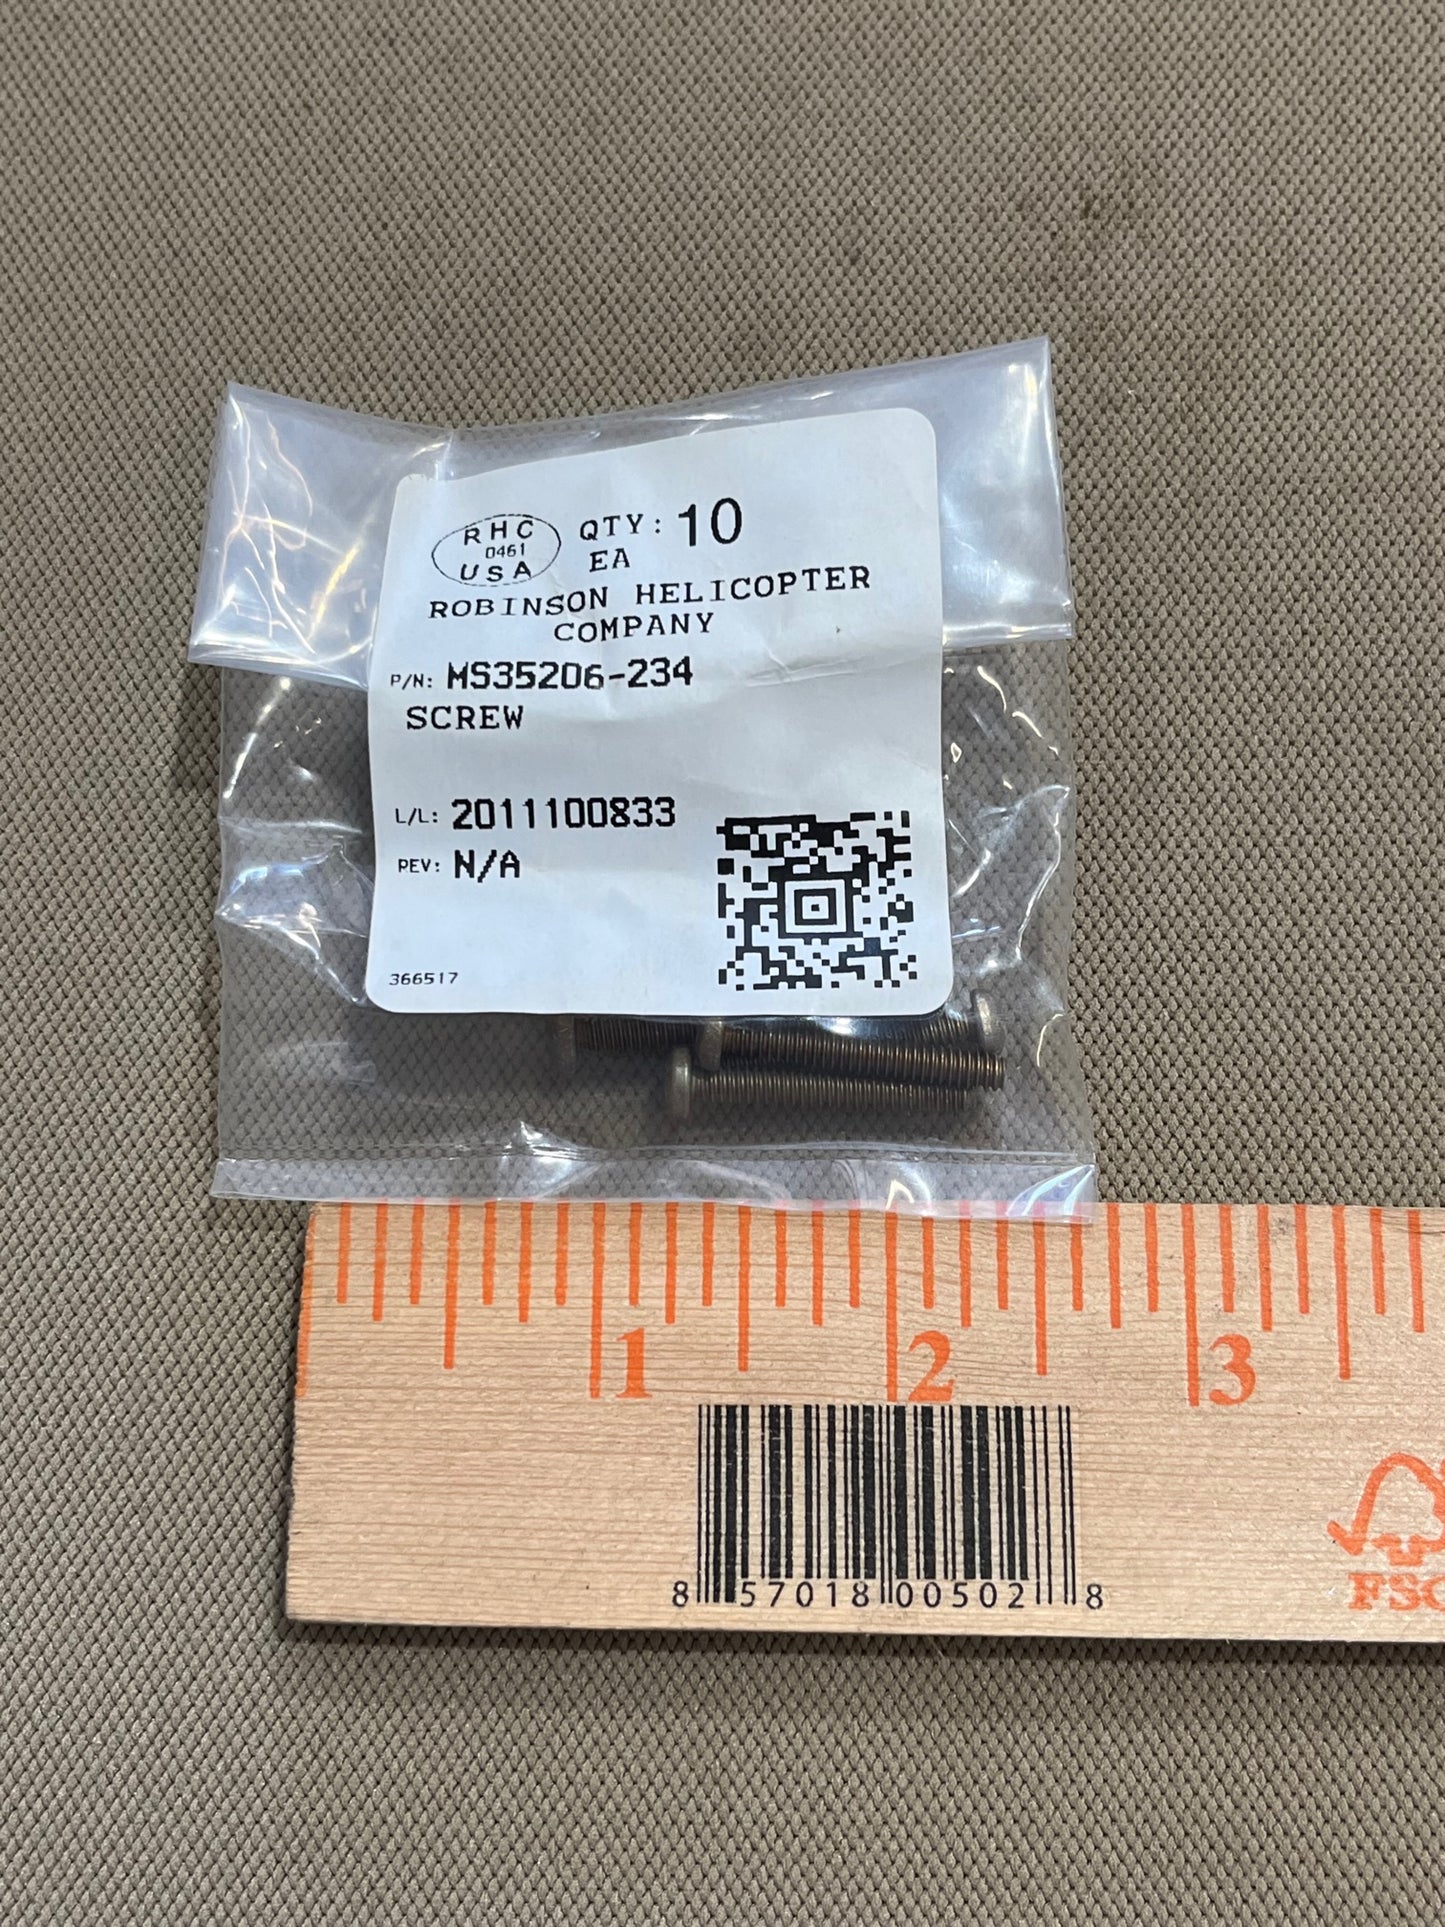 RHC
0461
USA
QTY: 10
EA
ROBINSON HELICOPTER
COMPANY
P/N: MS35206-234
SCREW
L/L: 2011100833
REV: N/A
366517
1 2 3
8 57018 00502 8